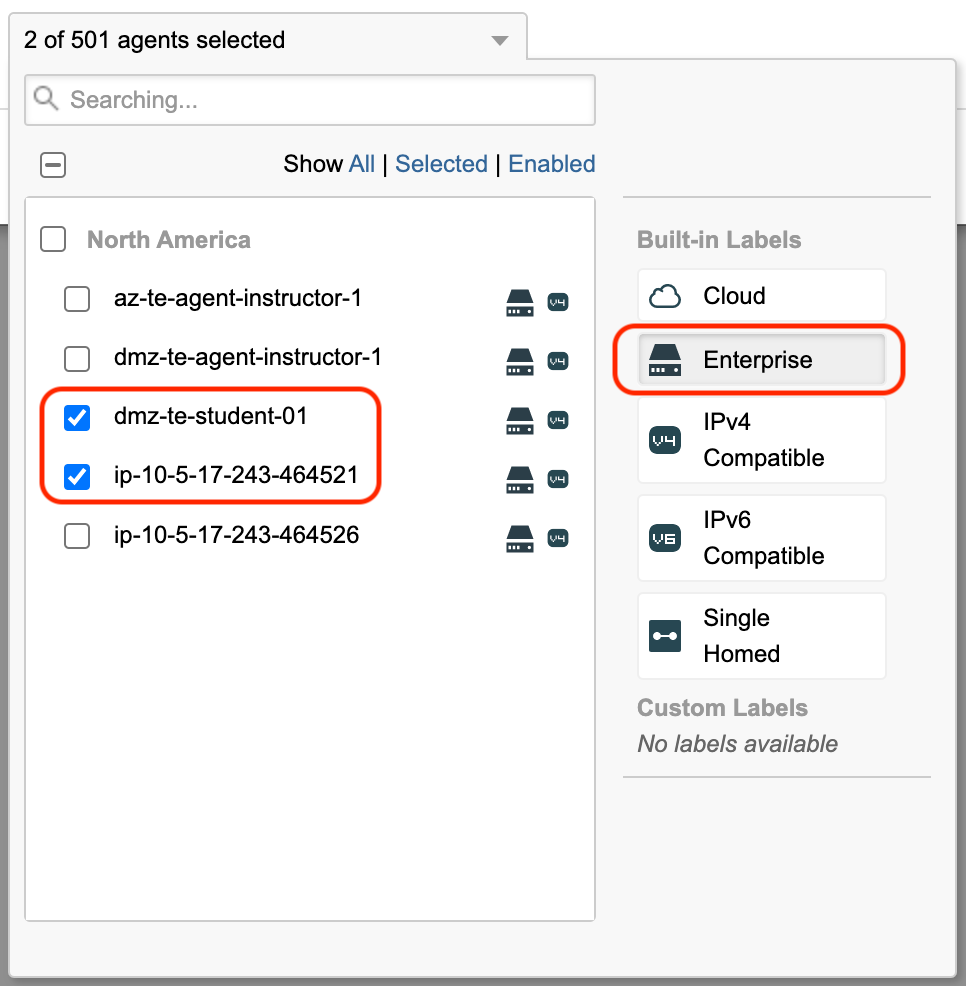 2 of 501 agents selected
Searching...
Show All | Selected | Enabled
North America
az-te-agent-instructor-1
v4
dmz-te-agent-instructor-1
v4
dmz-te-student-01
v4
ip-10-5-17-243-464521
v4
ip-10-5-17-243-464526
v4
Built-in Labels
Cloud
Enterprise
v4
IPv4
Compatible
v6
IPv6
Compatible
Single
Homed
Custom Labels
No labels available